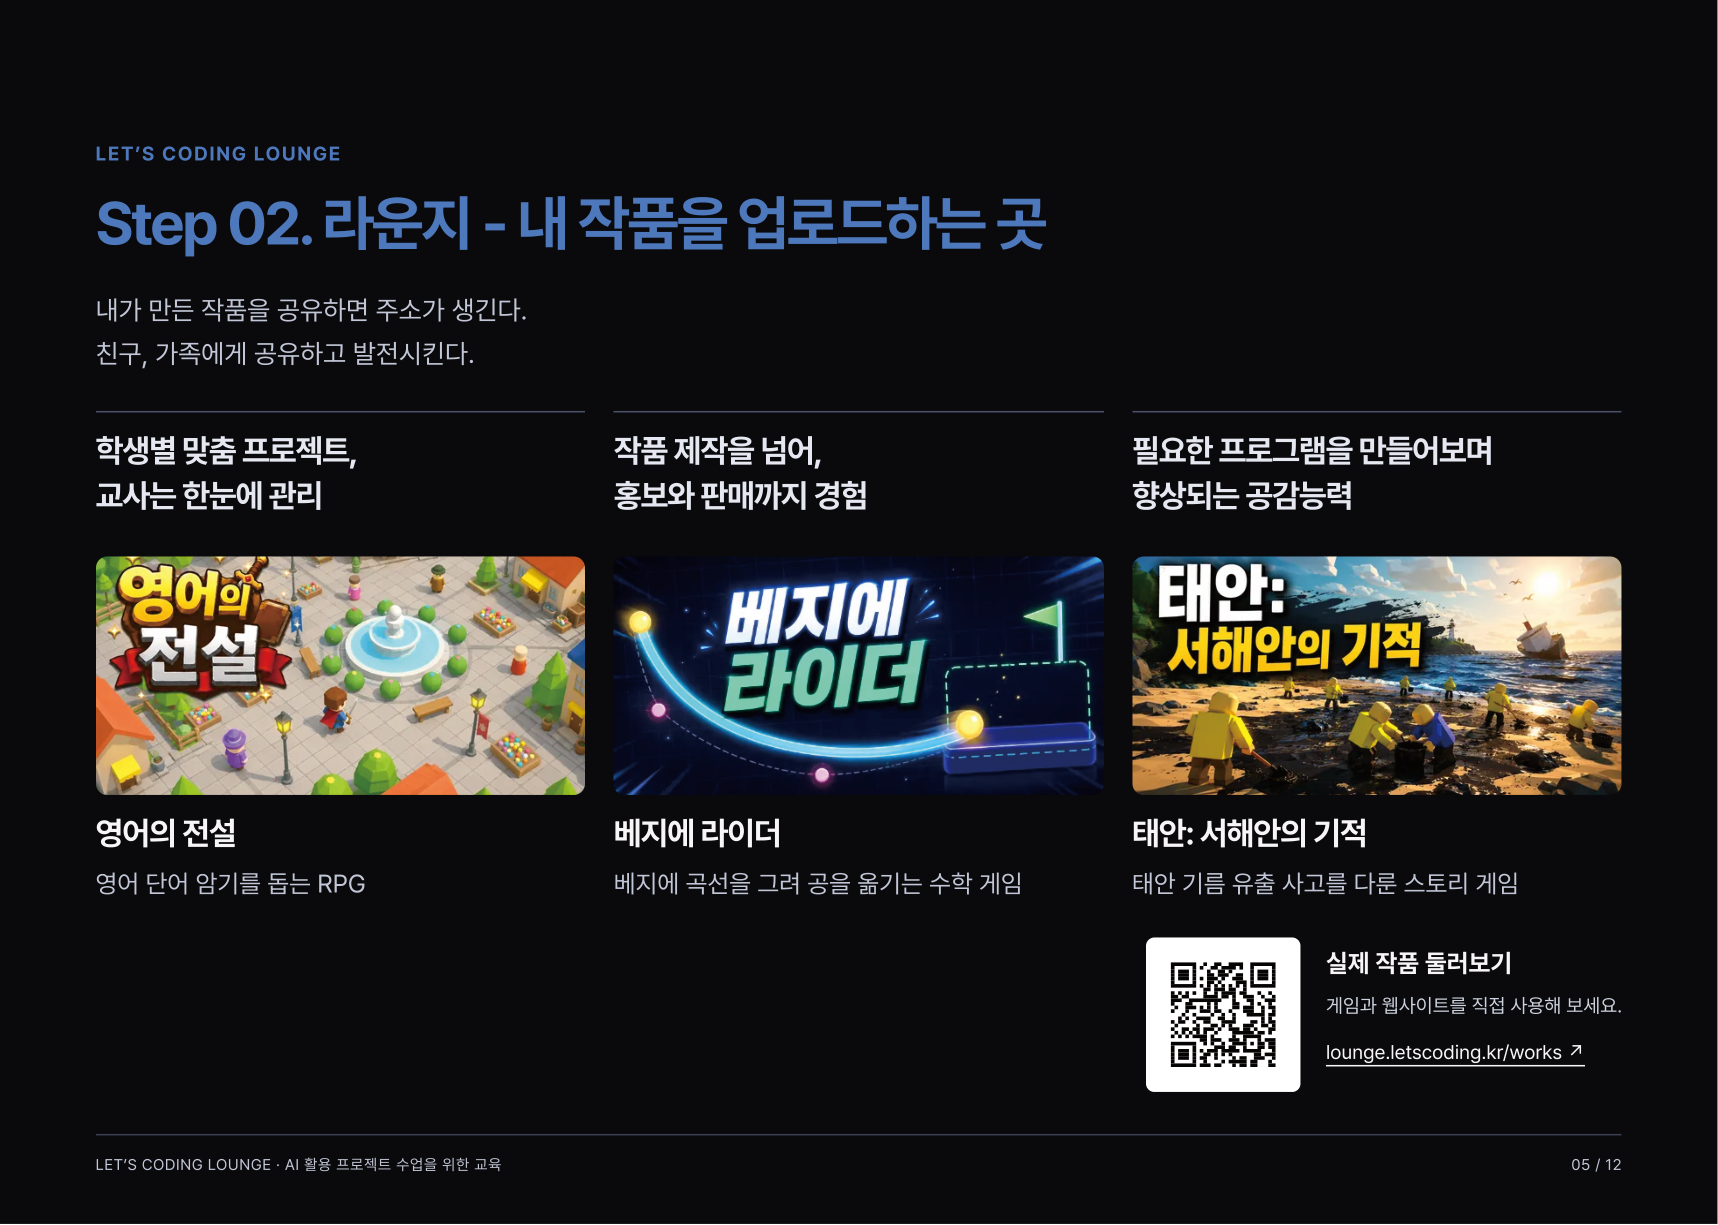 LET’S CODING LOUNGE
Step 02. 라운지 - 내 작품을 업로드하는 곳
내가 만든 작품을 공유하면 주소가 생긴다.
친구, 가족에게 공유하고 발전시킨다.
학생별 맞춤 프로젝트,
교사는 한눈에 관리
영어의
전설
영어의 전설
영어 단어 암기를 돕는 RPG
작품 제작을 넘어,
홍보와 판매까지 경험
베지에
라이더
베지에 라이더
베지에 곡선을 그려 공을 옮기는 수학 게임
필요한 프로그램을 만들어보며
향상되는 공감능력
태안:
서해안의 기적
태안: 서해안의 기적
태안 기름 유출 사고를 다룬 스토리 게임
실제 작품 둘러보기
게임과 웹사이트를 직접 사용해 보세요.
lounge.letscoding.kr/works ↗
LET’S CODING LOUNGE · AI 활용 프로젝트 수업을 위한 교육
05 / 12